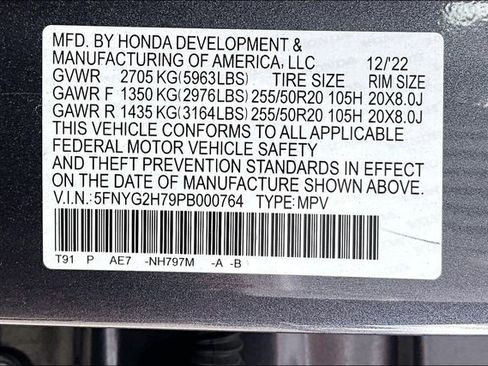 MFD. BY HONDA DEVELOPMENT &
MANUFACTURING OF AMERICA, LLC 12/'22
GVWR 2705 KG(5963LBS) TIRE SIZE RIM SIZE
GAWR F 1350 KG(2976LBS) 255/50R20 105H 20X8.0J
GAWR R 1435 KG(3164LBS) 255/50R20 105H 20X8.0J
THIS VEHICLE CONFORMS TO ALL APPLICABLE
FEDERAL MOTOR VEHICLE SAFETY
AND THEFT PREVENTION STANDARDS IN EFFECT
ON THE DATE OF MANUFACTURE SHOWN ABOVE.
V.I.N.:5FNYG2H79PB000764 TYPE:MPV
T91 P AE7 -NH797M -A -B